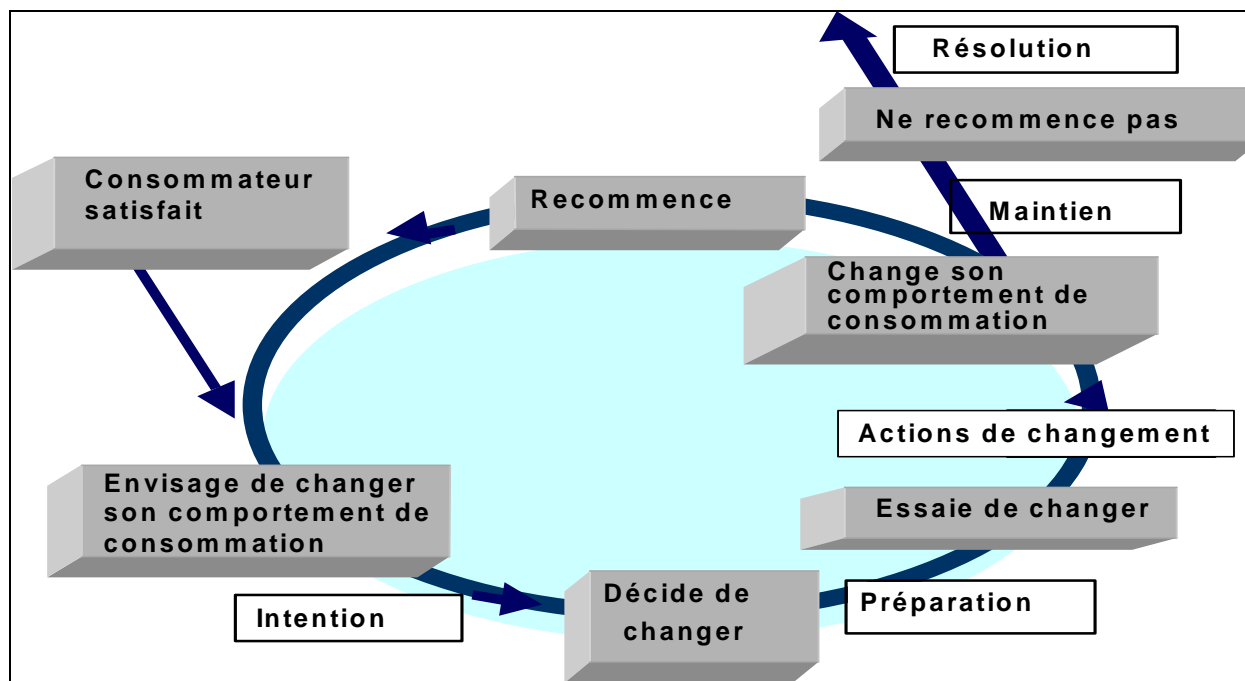 Résolution
Ne recommence pas
Consommateur
satisfait
Recommence
Maintien
Change son
comportement de
consommation
Actions de changement
Envisage de changer
son comportement de
consommation
Essaie de changer
Intention
Décide de
changer
Préparation